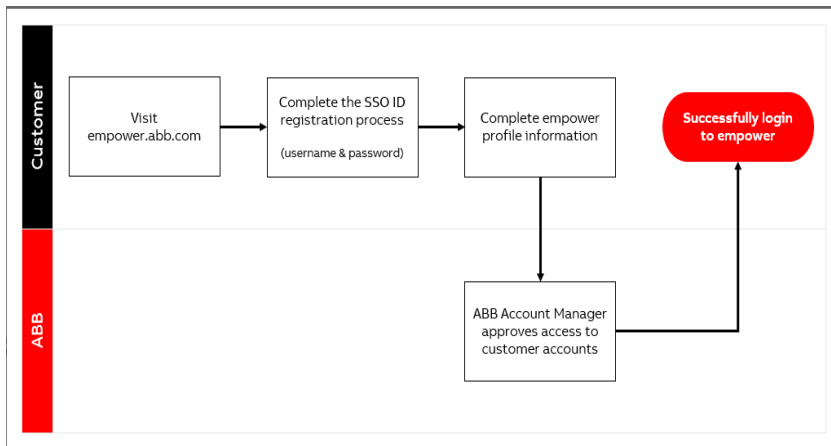 Customer
Visit
empower.abb.com
Complete the SSO ID
registration process
(username & password)
Complete empower
profile information
Successfully login
to empower
ABB
ABB Account Manager
approves access to
customer accounts